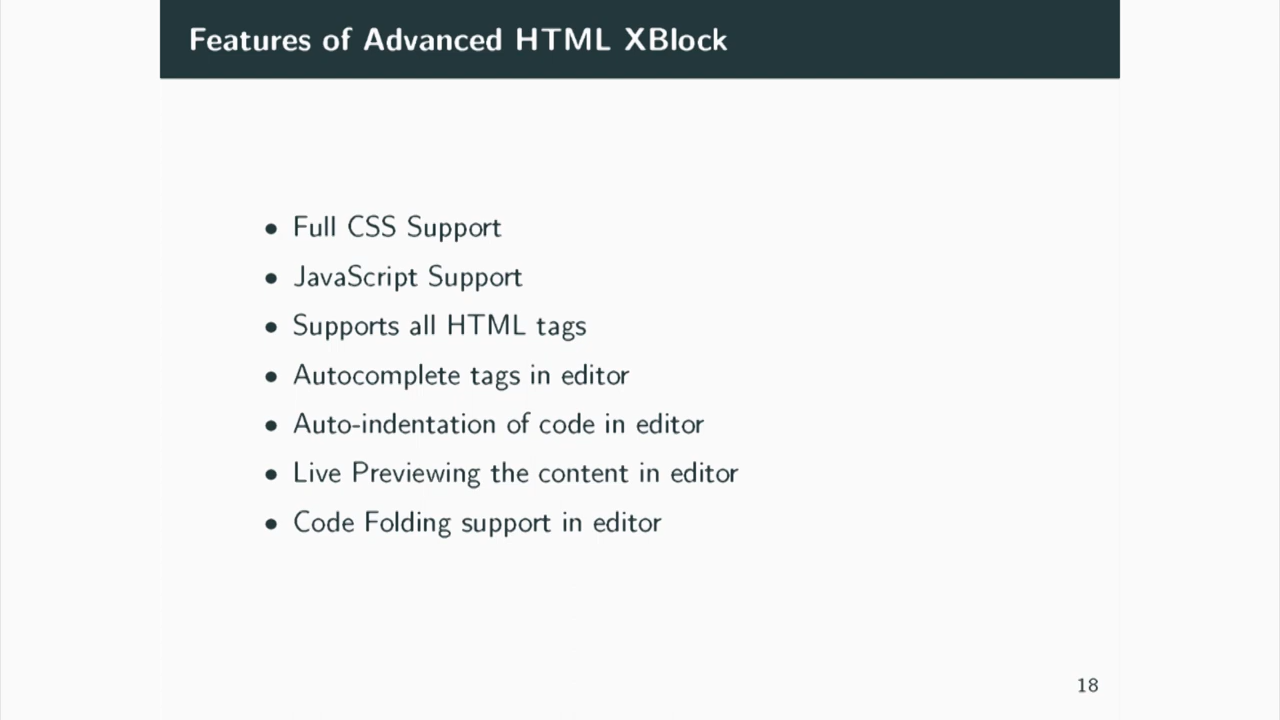 Features of Advanced HTML XBlock
• Full CSS Support
• JavaScript Support
• Supports all HTML tags
• Autocomplete tags in editor
• Auto-indentation of code in editor
• Live Previewing the content in editor
• Code Folding support in editor
18